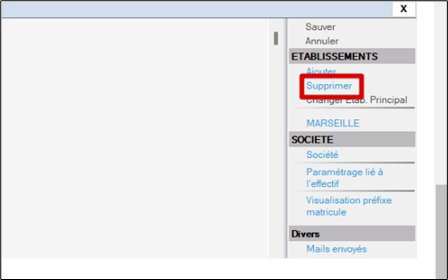 X
Sauver
Annuler
ETABLISSEMENTS
Ajouter
Supprimer
Changer Etab. Principal
MARSEILLE
SOCIETE
Société
Paramétrage lié à
l'effectif
Visualisation préfixe
matricule
Divers
Mails envoyés